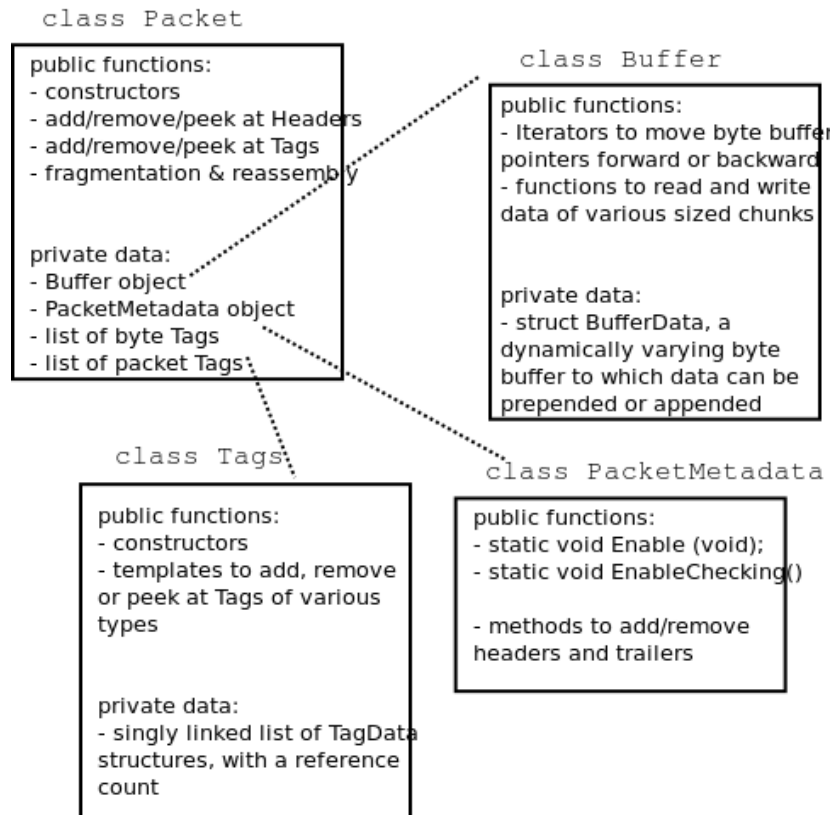 class Packet
public functions:
- constructors
- add/remove/peek at Headers
- add/remove/peek at Tags
- fragmentation & reassembly
private data:
- Buffer object
- PacketMetadata object
- list of byte Tags
- list of packet Tags
class Buffer
public functions:
- Iterators to move byte buffer
pointers forward or backward
- functions to read and write
data of various sized chunks
private data:
- struct BufferData, a
dynamically varying byte
buffer to which data can be
prepended or appended
class Tags
public functions:
- constructors
- templates to add, remove
or peek at Tags of various
types
private data:
- singly linked list of TagData
structures, with a reference
count
class PacketMetadata
public functions:
- static void Enable (void);
- static void EnableChecking()
- methods to add/remove
headers and trailers